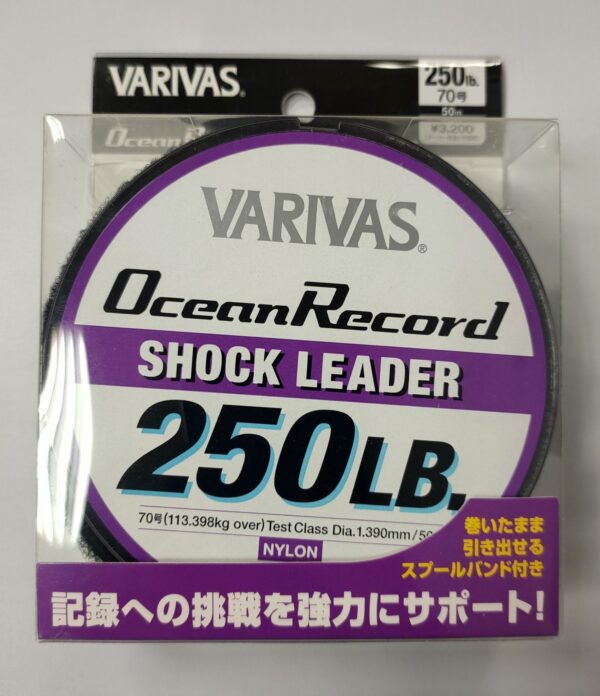 VARIVAS®
250lb.
70号
50m
¥3,200
Ocean Re
VARIVAS®
OceanRecord
SHOCK LEADER
250LB.
70号(113.398kg over) Test Class Dia.1.390mm/50
NYLON
巻いたまま
引き出せる
スプールバンド付き
記録への挑戦を強力にサポート!